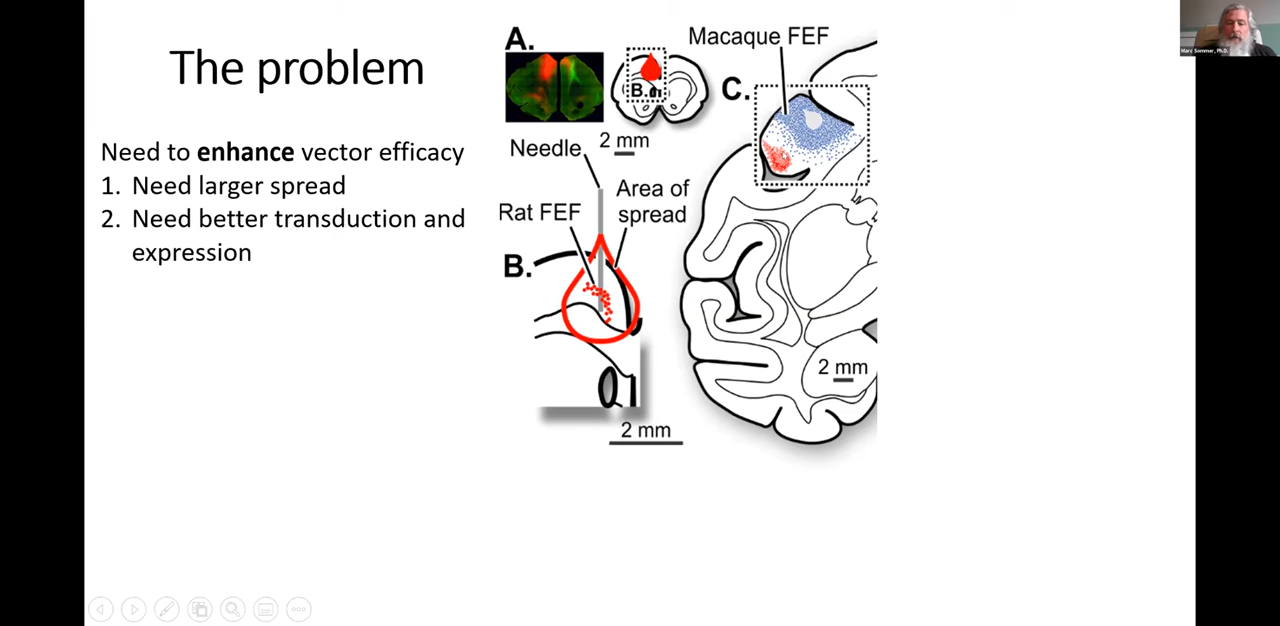 The problem
Need to enhance vector efficacy
1. Need larger spread
2. Need better transduction and
expression
A.
B.
2 mm
Needle
Area of
spread
Rat FEF
B.
2 mm
Macaque FEF
C.
2 mm
Marc Sommer, Ph.D.